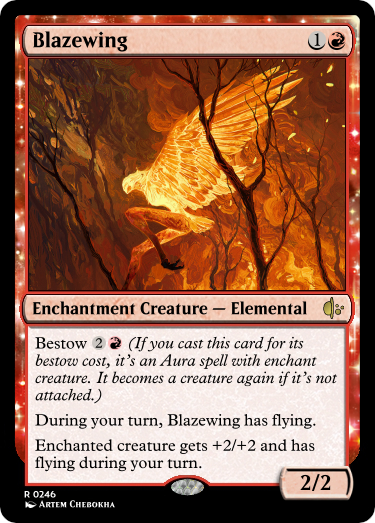 Blazewing 1
Enchantment Creature — Elemental
Bestow 2 (If you cast this card for its
bestow cost, it's an Aura spell with enchant
creature. It becomes a creature again if it's not
attached.)
During your turn, Blazewing has flying.
Enchanted creature gets +2/+2 and has
flying during your turn.
2/2
R 0246
Artem Chebokha